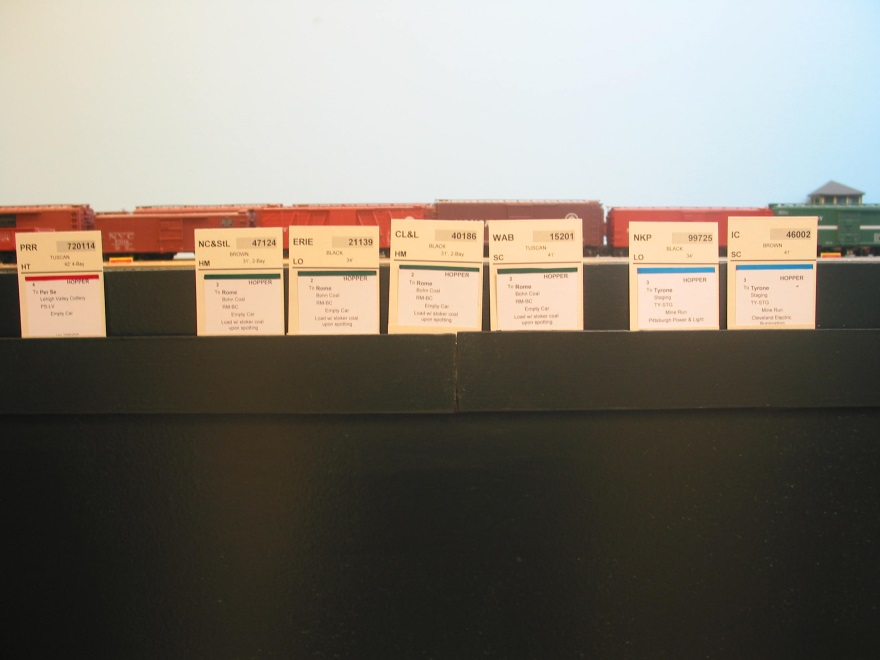 NYC
PRR 720114
TUSCAN
HT 42' 4-Bay
HOPPER
4
To Per Se
Lehigh Valley Colliery
PS-LV
Empty Car
NC&StL 47124
BROWN
HM 31', 2-Bay
HOPPER
2
To Rome
Bohn Coal
RM-BC
Empty Car
Load w/ stoker coal
upon spotting
ERIE 21139
BLACK
LO 34'
HOPPER
2
To Rome
Bohn Coal
RM-BC
Empty Car
Load w/ stoker coal
upon spotting
CL&L 40186
BLACK
HM 31', 2-Bay
HOPPER
2
To Rome
Bohn Coal
RM-BC
Empty Car
Load w/ stoker coal
upon spotting
WAB 15201
TUSCAN
SC 41'
HOPPER
2
To Rome
Bohn Coal
RM-BC
Empty Car
Load w/ stoker coal
upon spotting
NKP 99725
BLACK
LO 34'
HOPPER
3
To Tyrone
Staging
TY-STG
Mine Run
Pittsburgh Power & Light
IC 46002
BROWN
SC 41'
HOPPER
3
To Tyrone
Staging
TY-STG
Mine Run
Cleveland Electric